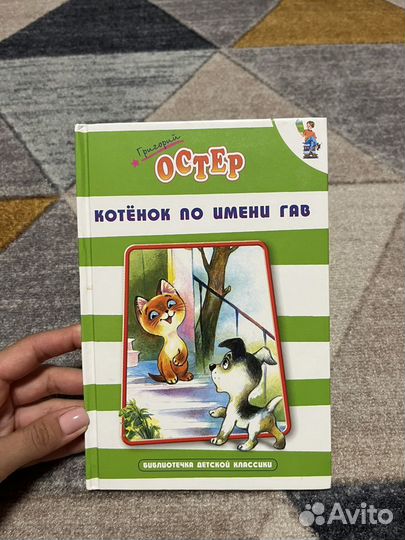 Григорий
ОСТЕР
КОТЁНОК ПО ИМЕНИ ГАВ
БИБЛИОТЕЧКА ДЕТСКОЙ КЛАССИКИ
Avito